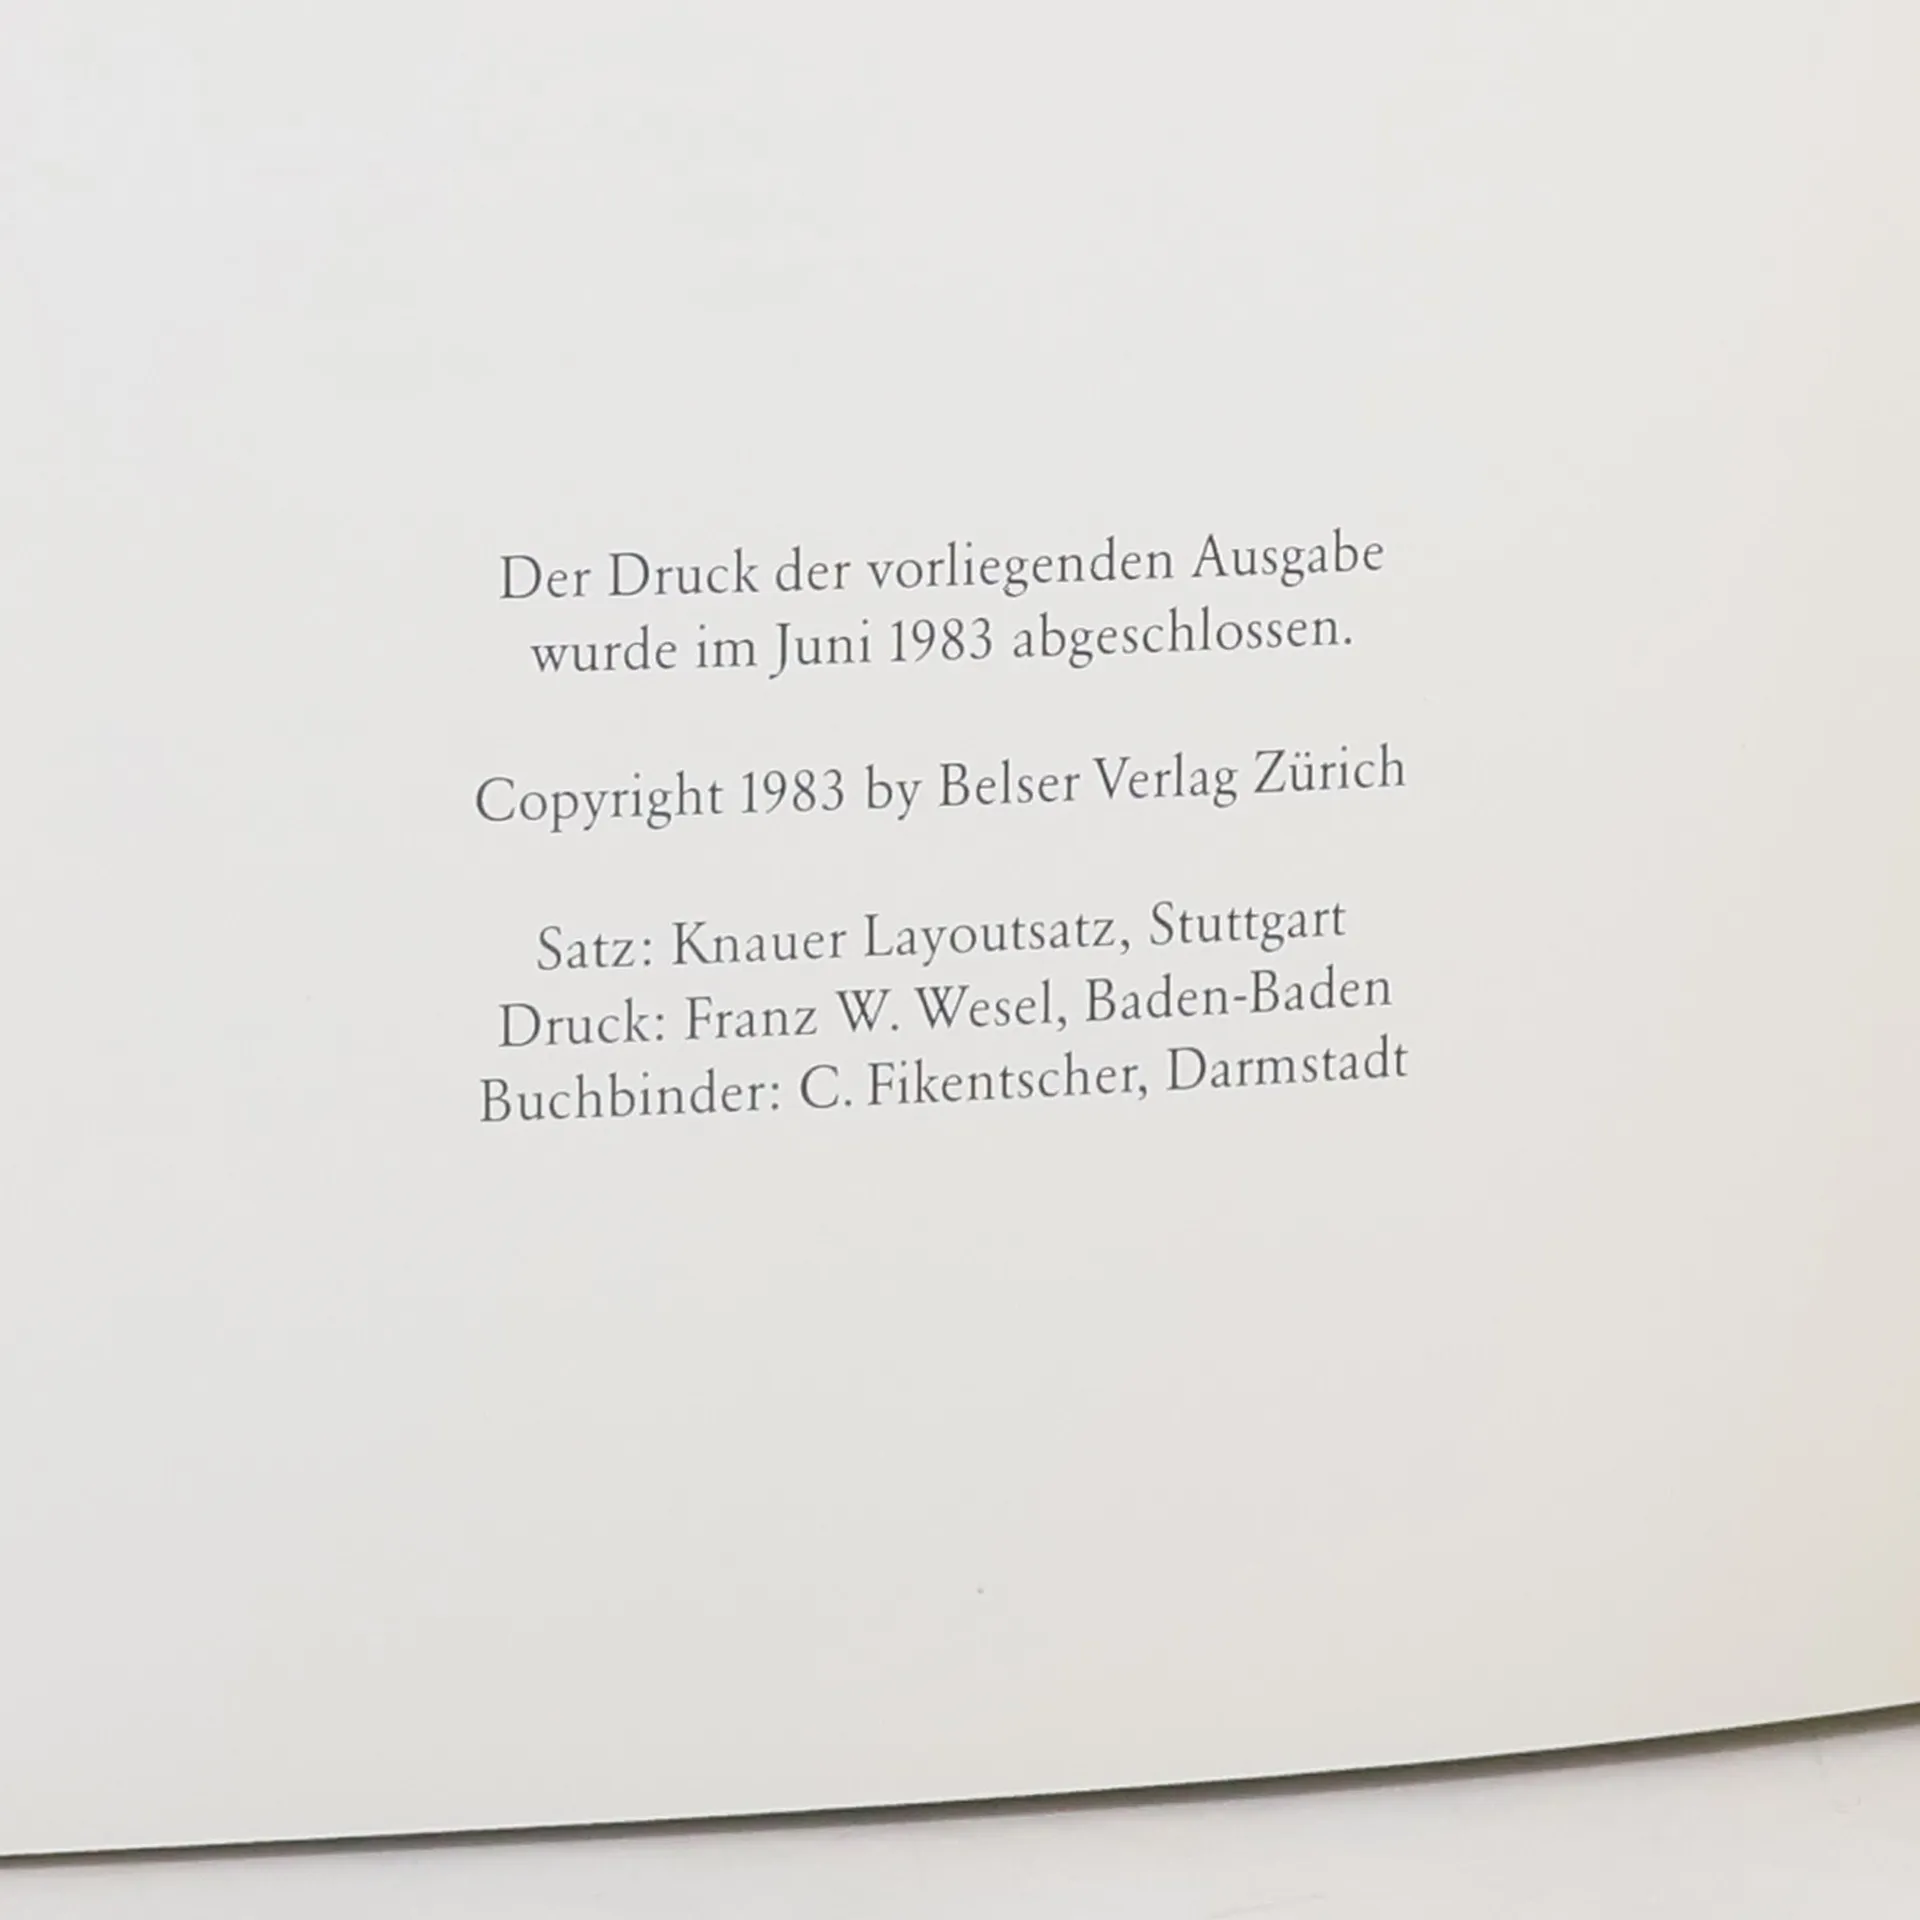 Der Druck der vorliegenden Ausgabe
wurde im Juni 1983 abgeschlossen.
Copyright 1983 by Belser Verlag Zürich
Satz: Knauer Layoutsatz, Stuttgart
Druck: Franz W. Wesel, Baden-Baden
Buchbinder: C. Fikentscher, Darmstadt